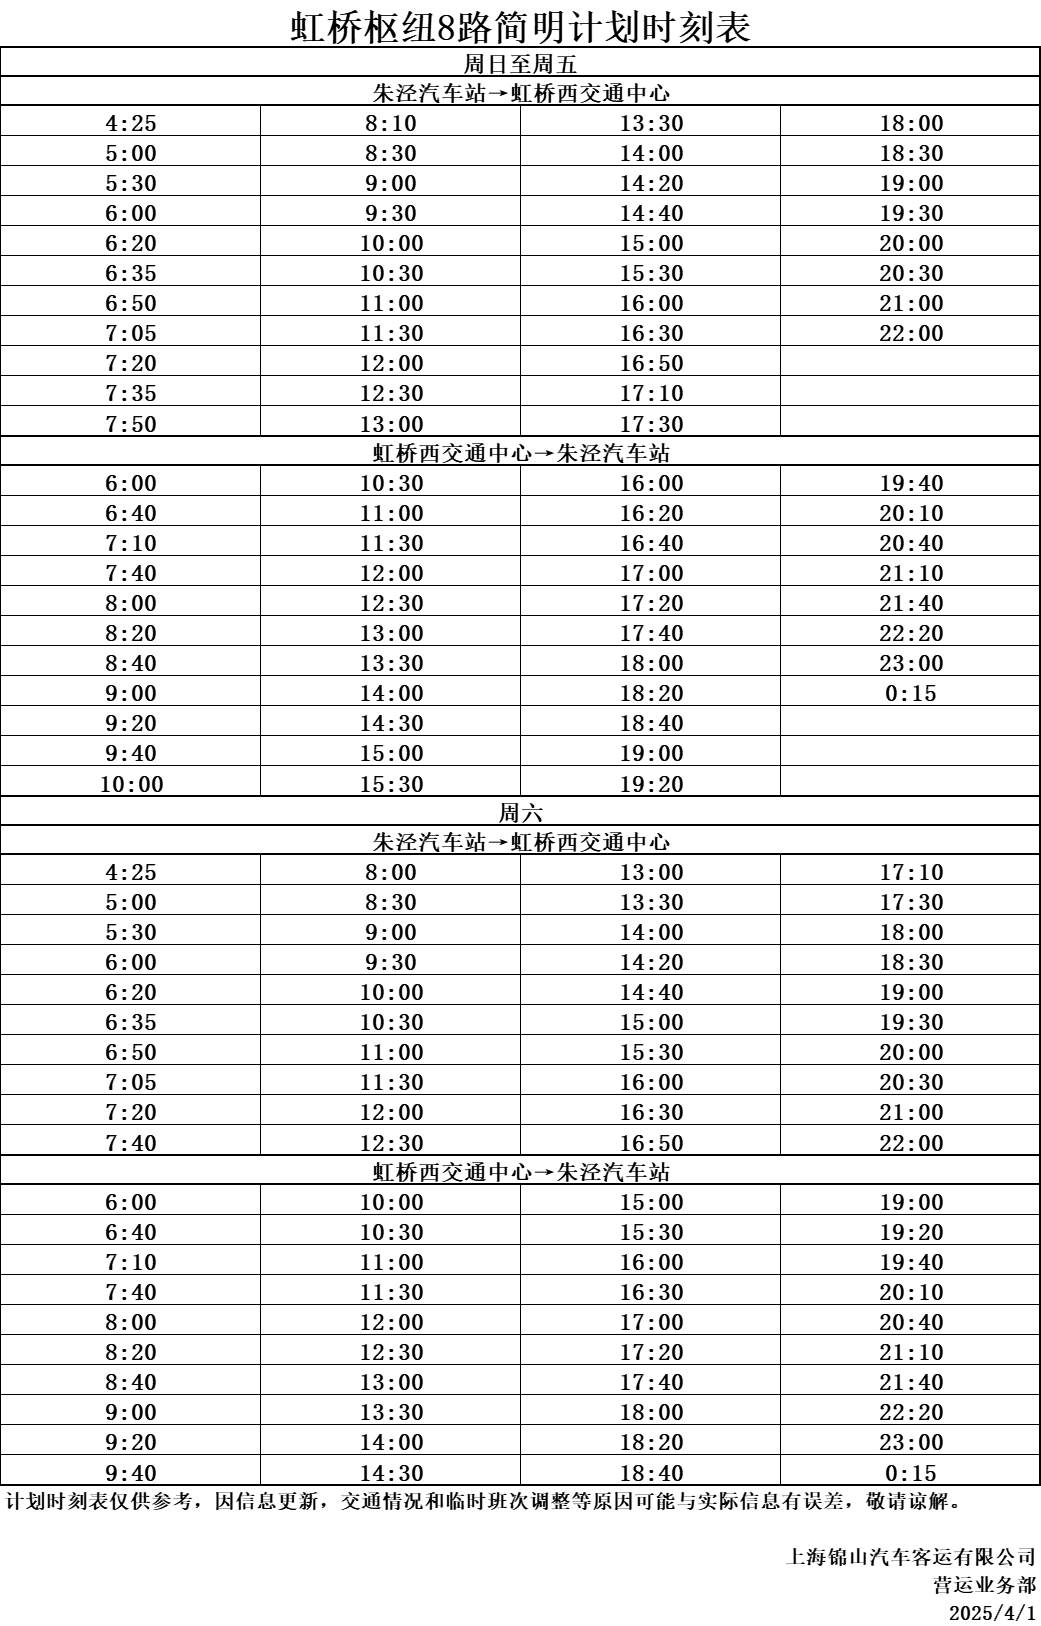 虹桥枢纽8路简明计划时刻表
周日至周五
朱泾汽车站→虹桥西交通中心
4:25 8:10 13:30 18:00
5:00 8:30 14:00 18:30
5:30 9:00 14:20 19:00
6:00 9:30 14:40 19:30
6:20 10:00 15:00 20:00
6:35 10:30 15:30 20:30
6:50 11:00 16:00 21:00
7:05 11:30 16:30 22:00
7:20 12:00 16:50
7:35 12:30 17:10
7:50 13:00 17:30
虹桥西交通中心→朱泾汽车站
6:00 10:30 16:00 19:40
6:40 11:00 16:20 20:10
7:10 11:30 16:40 20:40
7:40 12:00 17:00 21:10
8:00 12:30 17:20 21:40
8:20 13:00 17:40 22:20
8:40 13:30 18:00 23:00
9:00 14:00 18:20 0:15
9:20 14:30 18:40
9:40 15:00 19:00
10:00 15:30 19:20
周六
朱泾汽车站→虹桥西交通中心
4:25 8:00 13:00 17:10
5:00 8:30 13:30 17:30
5:30 9:00 14:00 18:00
6:00 9:30 14:20 18:30
6:20 10:00 14:40 19:00
6:35 10:30 15:00 19:30
6:50 11:00 15:30 20:00
7:05 11:30 16:00 20:30
7:20 12:00 16:30 21:00
7:40 12:30 16:50 22:00
虹桥西交通中心→朱泾汽车站
6:00 10:00 15:00 19:00
6:40 10:30 15:30 19:20
7:10 11:00 16:00 19:40
7:40 11:30 16:30 20:10
8:00 12:00 17:00 20:40
8:20 12:30 17:20 21:10
8:40 13:00 17:40 21:40
9:00 13:30 18:00 22:20
9:20 14:00 18:20 23:00
9:40 14:30 18:40 0:15
计划时刻表仅供参考，因信息更新，交通情况和临时班次调整等原因可能与实际信息有误差，敬请谅解。
上海锦山汽车客运有限公司
营运业务部
2025/4/1